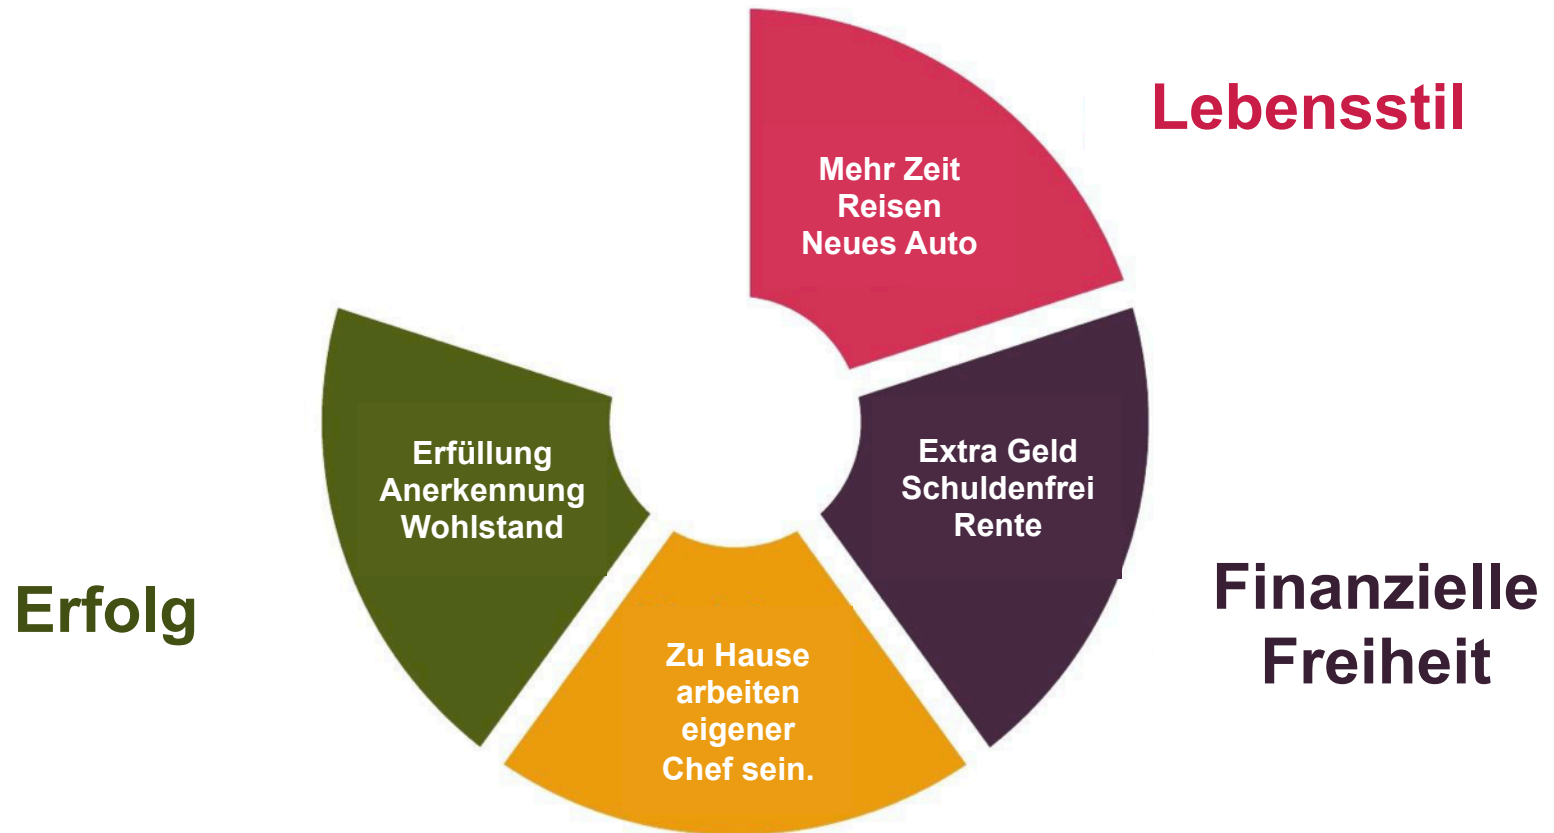 Lebensstil
Mehr Zeit
Reisen
Neues Auto
Extra Geld
Schuldenfrei
Rente
Finanzielle
Freiheit
Zu Hause
arbeiten
eigener
Chef sein.
Erfüllung
Anerkennung
Wohlstand
Erfolg